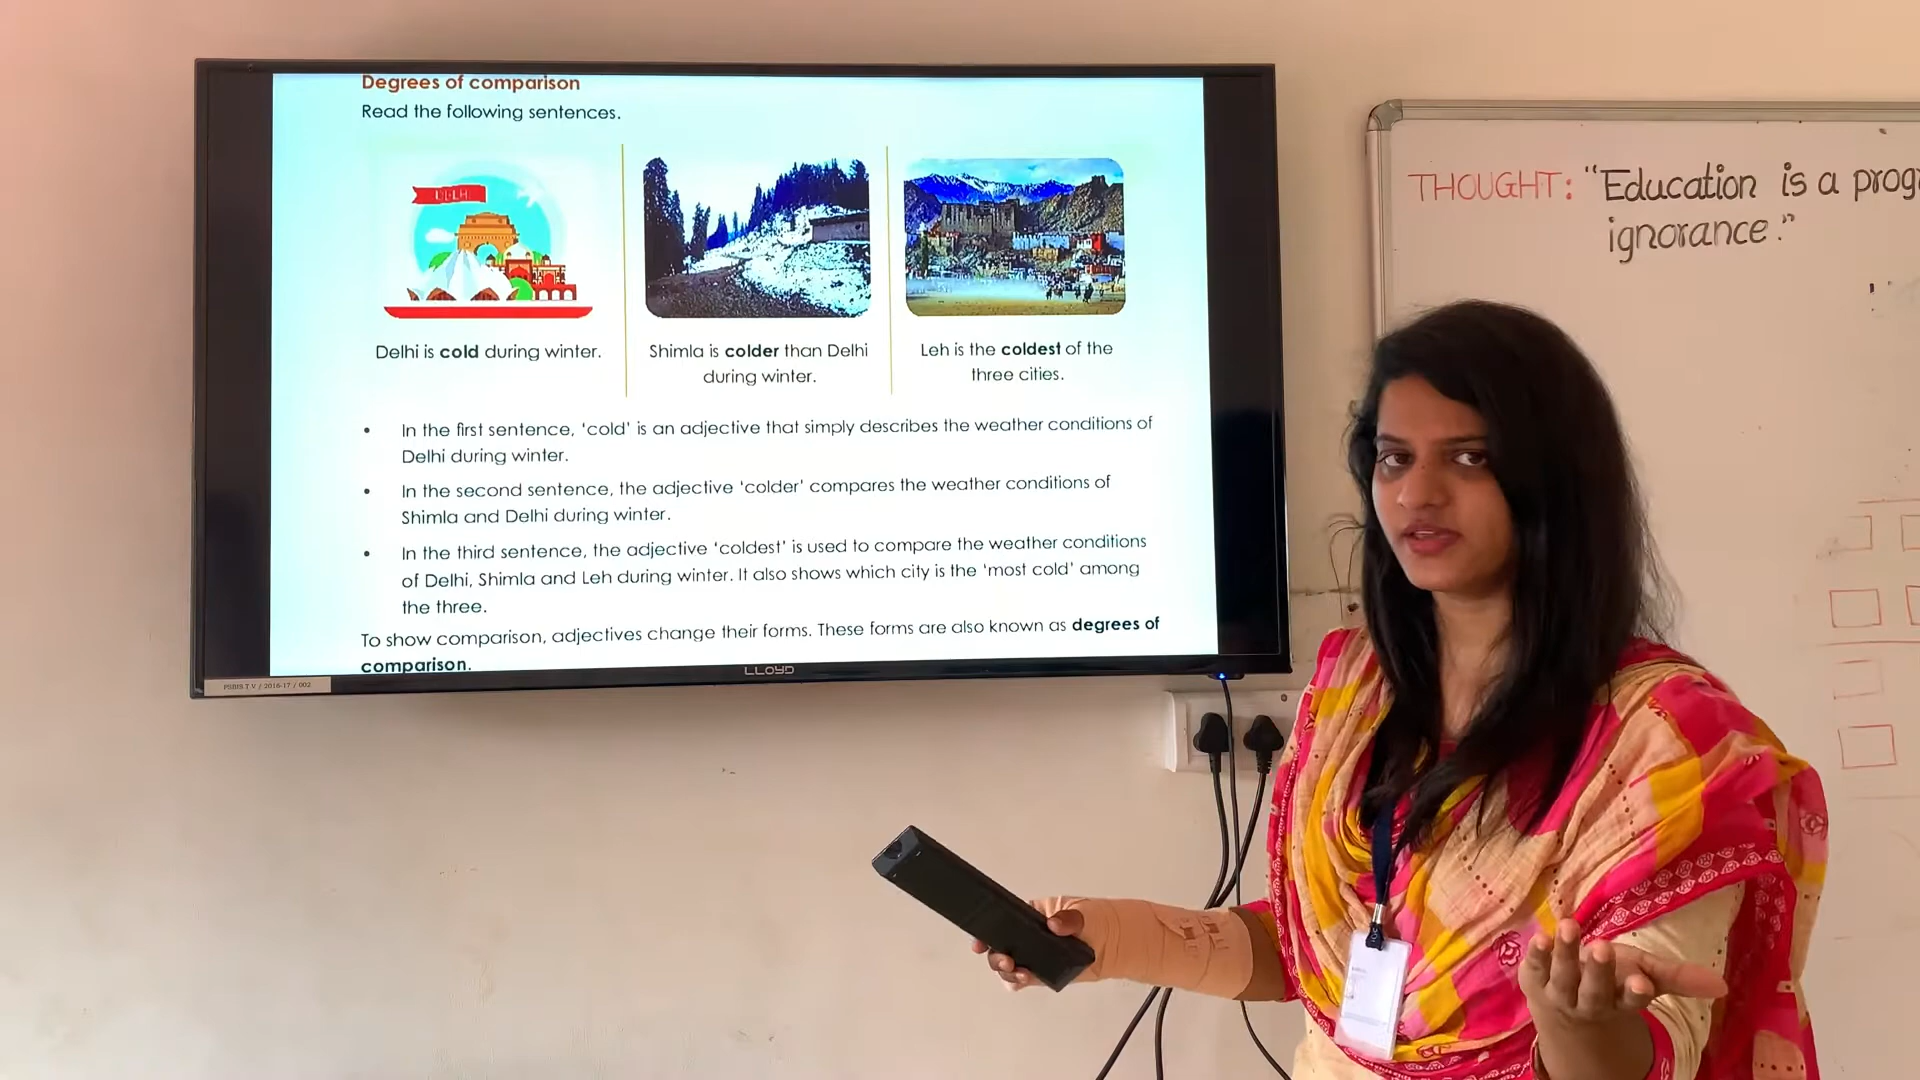 Degrees of comparison
Read the following sentences.
DELHI
Delhi is cold during winter.
Shimla is colder than Delhi
during winter.
Leh is the coldest of the
three cities.
• In the first sentence, ‘cold’ is an adjective that simply describes the weather conditions of
Delhi during winter.
• In the second sentence, the adjective ‘colder’ compares the weather conditions of
Shimla and Delhi during winter.
• In the third sentence, the adjective ‘coldest’ is used to compare the weather conditions
of Delhi, Shimla and Leh during winter. It also shows which city is the ‘most cold’ among
the three.
To show comparison, adjectives change their forms. These forms are also known as degrees of
comparison.
LLOYD
PSBIS T V / 2016-17 / 002
THOUGHT: “Education is a prog
ignorance.”